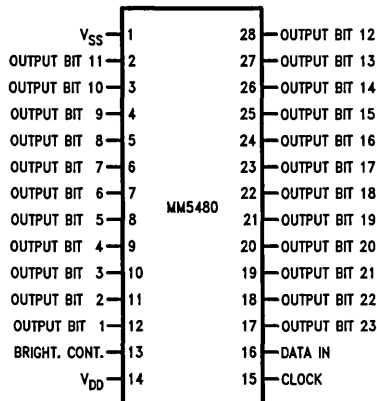 VSS 1 28 OUTPUT BIT 12
OUTPUT BIT 11 2 27 OUTPUT BIT 13
OUTPUT BIT 10 3 26 OUTPUT BIT 14
OUTPUT BIT 9 4 25 OUTPUT BIT 15
OUTPUT BIT 8 5 24 OUTPUT BIT 16
OUTPUT BIT 7 6 23 OUTPUT BIT 17
OUTPUT BIT 6 7 22 OUTPUT BIT 18
MM5480
OUTPUT BIT 5 8 21 OUTPUT BIT 19
OUTPUT BIT 4 9 20 OUTPUT BIT 20
OUTPUT BIT 3 10 19 OUTPUT BIT 21
OUTPUT BIT 2 11 18 OUTPUT BIT 22
OUTPUT BIT 1 12 17 OUTPUT BIT 23
BRIGHT. CONT. 13 16 DATA IN
VDD 14 15 CLOCK